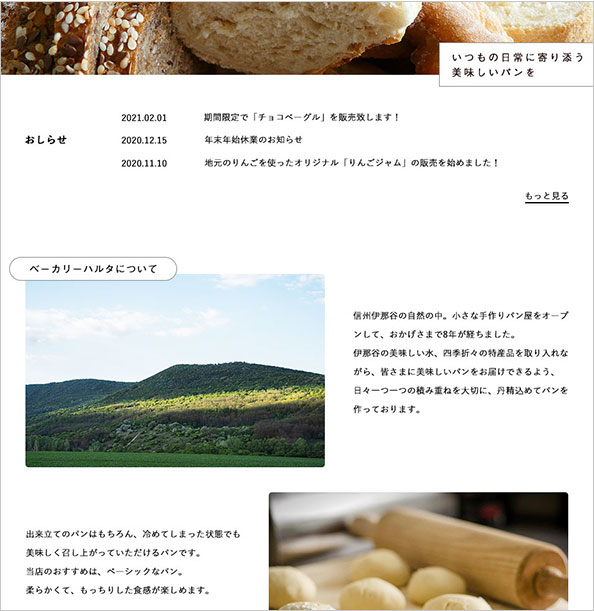 いつもの日常に寄り添う
美味しいパンを
おしらせ
2021.02.01 期間限定で「チョコベーグル」を販売致します！
2020.12.15 年末年始休業のお知らせ
2020.11.10 地元のりんごを使ったオリジナル「りんごジャム」の販売を始めました！
もっと見る
ベーカリーハルタについて
信州伊那谷の自然の中。小さな手作りパン屋をオープ
ンして、おかげさまで8年が経ちました。
伊那谷の美味しい水、四季折々の特産品を取り入れな
がら、皆さまに美味しいパンをお届けできるよう、
日々一つ一つの積み重ねを大切に、丹精込めてパンを
作っております。
出来立てのパンはもちろん、冷めてしまった状態でも
美味しく召し上がっていただけるパンです。
当店のおすすめは、ベーシックなパン。
柔らかくて、もっちりした食感が楽しめます。